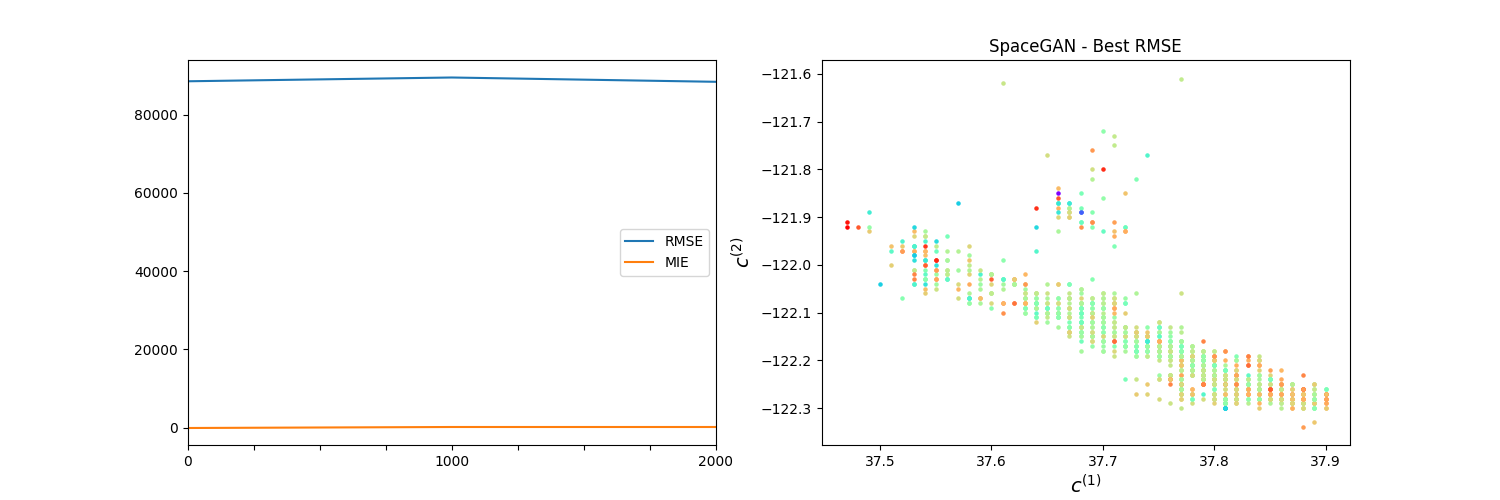 80000
60000
40000
20000
0
0 1000 2000
RMSE
MIE
SpaceGAN - Best RMSE
−121.6
−121.7
−121.8
−121.9
−122.0
−122.1
−122.2
−122.3
c(2)
37.5 37.6 37.7 37.8 37.9
c(1)